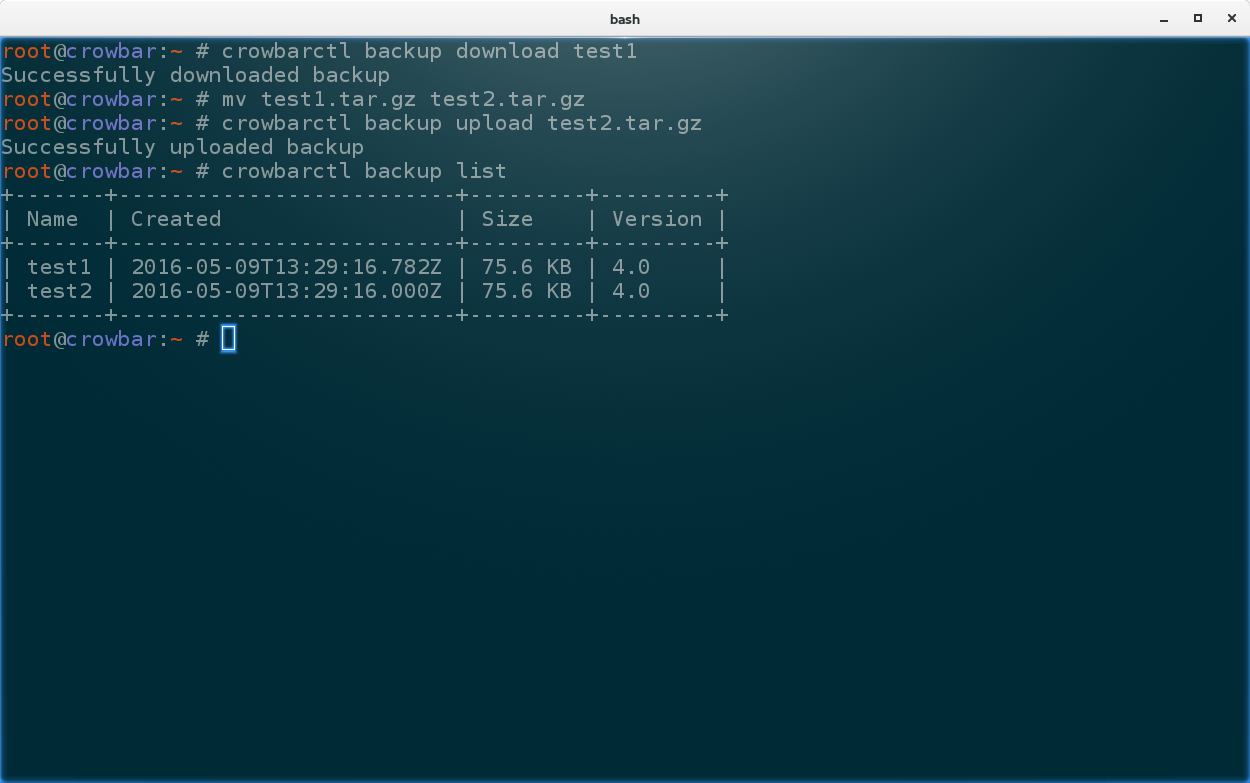 bash
root@crowbar:~ # crowbarctl backup download test1
Successfully downloaded backup
root@crowbar:~ # mv test1.tar.gz test2.tar.gz
root@crowbar:~ # crowbarctl backup upload test2.tar.gz
Successfully uploaded backup
root@crowbar:~ # crowbarctl backup list
+-------+--------------------------+---------+---------+
| Name  | Created                  | Size    | Version |
+-------+--------------------------+---------+---------+
| test1 | 2016-05-09T13:29:16.782Z | 75.6 KB | 4.0     |
| test2 | 2016-05-09T13:29:16.000Z | 75.6 KB | 4.0     |
+-------+--------------------------+---------+---------+
root@crowbar:~ #